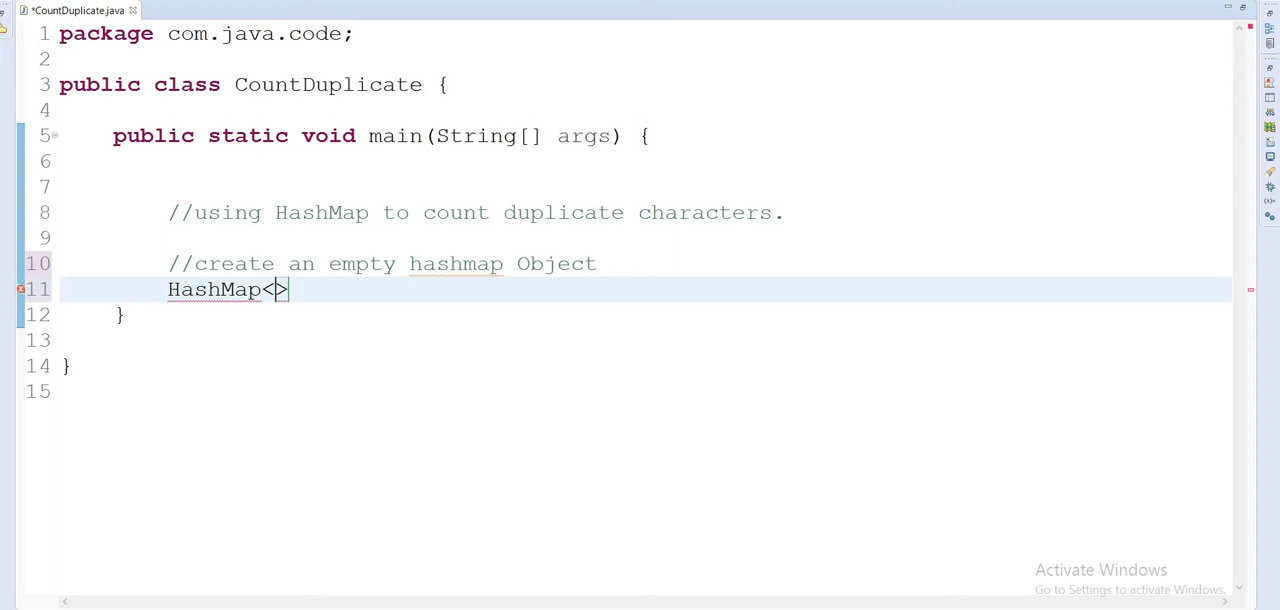 *CountDuplicate.java
1 package com.java.code;
2
3 public class CountDuplicate {
4
5 public static void main(String[] args) {
6
7
8 //using HashMap to count duplicate characters.
9
10 //create an empty hashmap Object
11 HashMap<>
12 }
13
14 }
15
Activate Windows
Go to Settings to activate Windows.